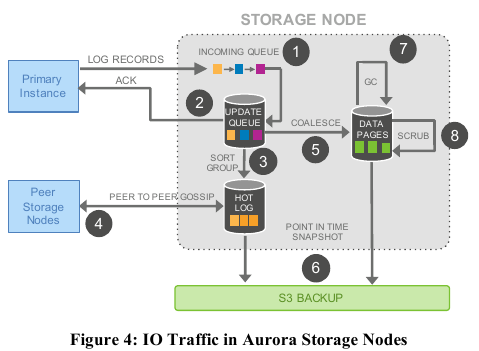 STORAGE NODE
LOG RECORDS
INCOMING QUEUE
1
7
Primary
Instance
ACK
GC
2
UPDATE
QUEUE
COALESCE
DATA
PAGES
SCRUB
8
SORT
GROUP
3
5
Peer
Storage
Nodes
PEER TO PEER GOSSIP
4
HOT
LOG
POINT IN TIME
SNAPSHOT
6
S3 BACKUP
Figure 4: IO Traffic in Aurora Storage Nodes